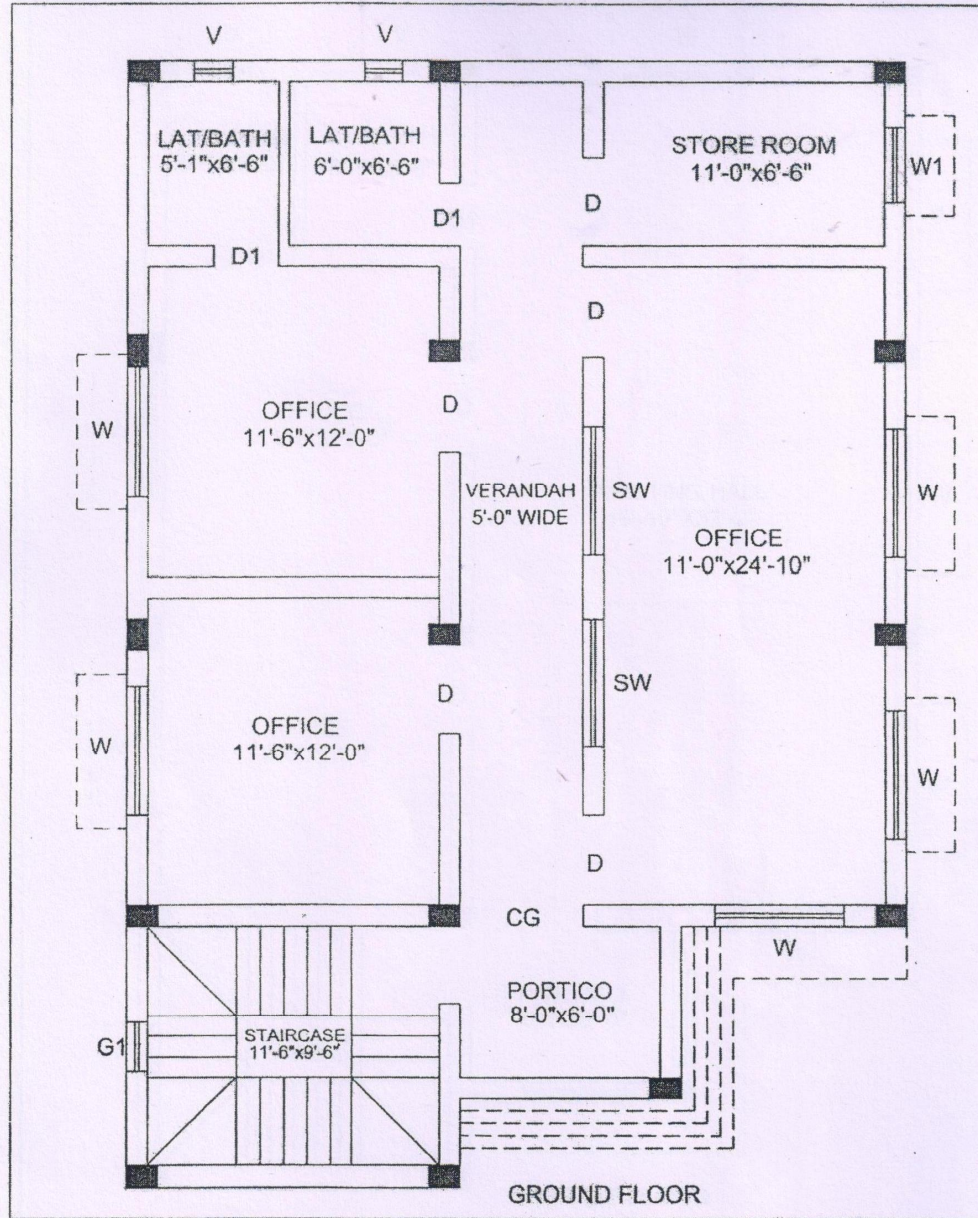 V
V
LAT/BATH
5'-1"x6'-6"
LAT/BATH
6'-0"x6'-6"
STORE ROOM
11'-0"x6'-6"
W1
D1
D
D1
D
OFFICE
11'-6"x12'-0"
D
W
VERANDAH
5'-0" WIDE
SW
OFFICE
11'-0"x24'-10"
W
SW
D
OFFICE
11'-6"x12'-0"
W
W
D
CG
W
PORTICO
8'-0"x6'-0"
STAIRCASE
11'-6"x9'-6"
G1
GROUND FLOOR